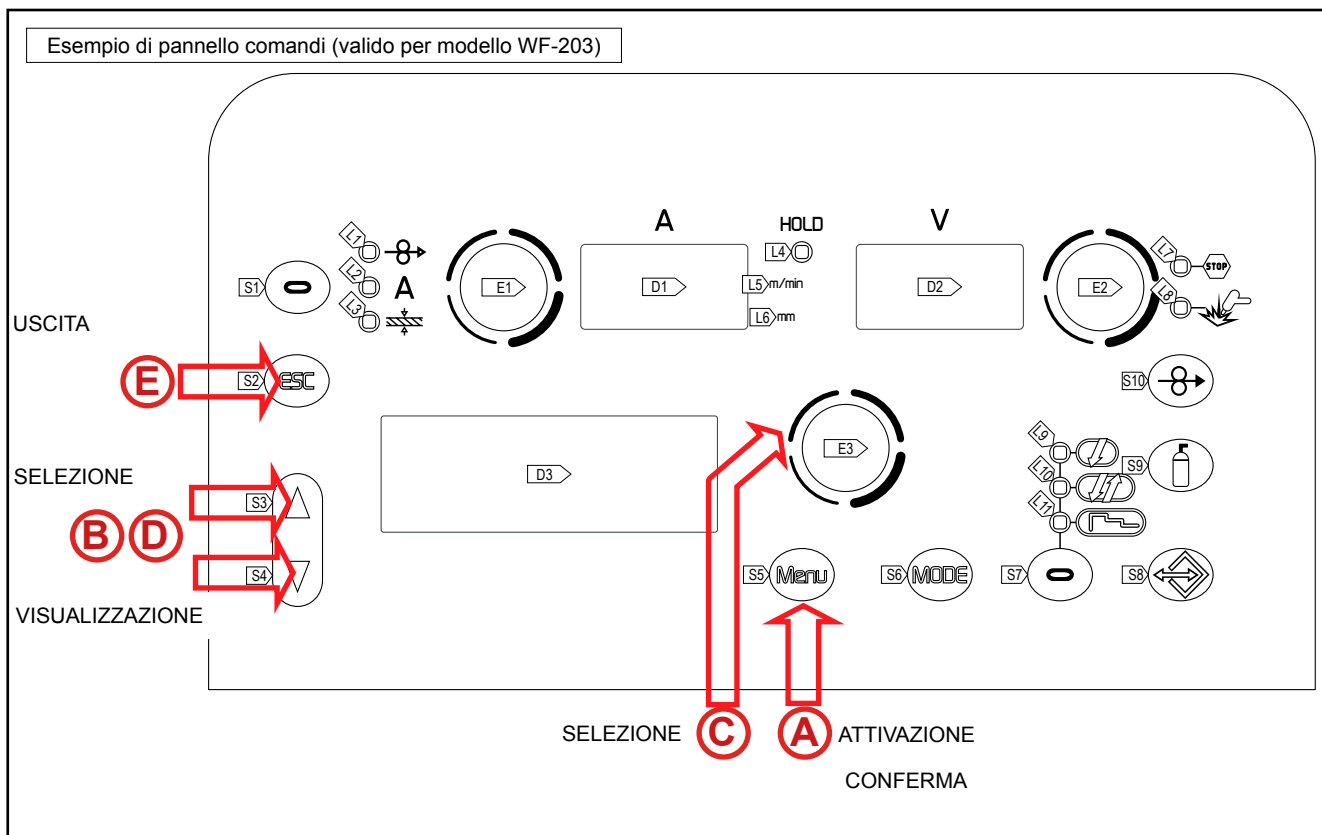 Esempio di pannello comandi (valido per modello WF-203)
A
HOLD
V
L1
L2
A
L3
S1
E1
D1
L4
L5 m/min
L6 mm
D2
E2
L7
STOP
L8
USCITA
E
S2 ESC
S10
D3
E3
L9
L10
L11
S9
SELEZIONE
S3
B D
S4
VISUALIZZAZIONE
S5 Menu
S6 MODE
S7
S8
SELEZIONE C
A ATTIVAZIONE
CONFERMA